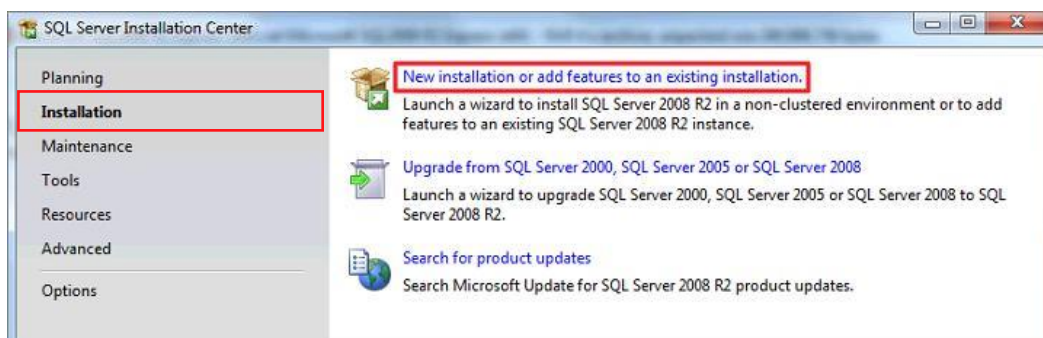 SQL Server Installation Center
Planning
Installation
Maintenance
Tools
Resources
Advanced
Options
New installation or add features to an existing installation.
Launch a wizard to install SQL Server 2008 R2 in a non-clustered environment or to add
features to an existing SQL Server 2008 R2 instance.
Upgrade from SQL Server 2000, SQL Server 2005 or SQL Server 2008
Launch a wizard to upgrade SQL Server 2000, SQL Server 2005 or SQL Server 2008 to SQL
Server 2008 R2.
Search for product updates
Search Microsoft Update for SQL Server 2008 R2 product updates.